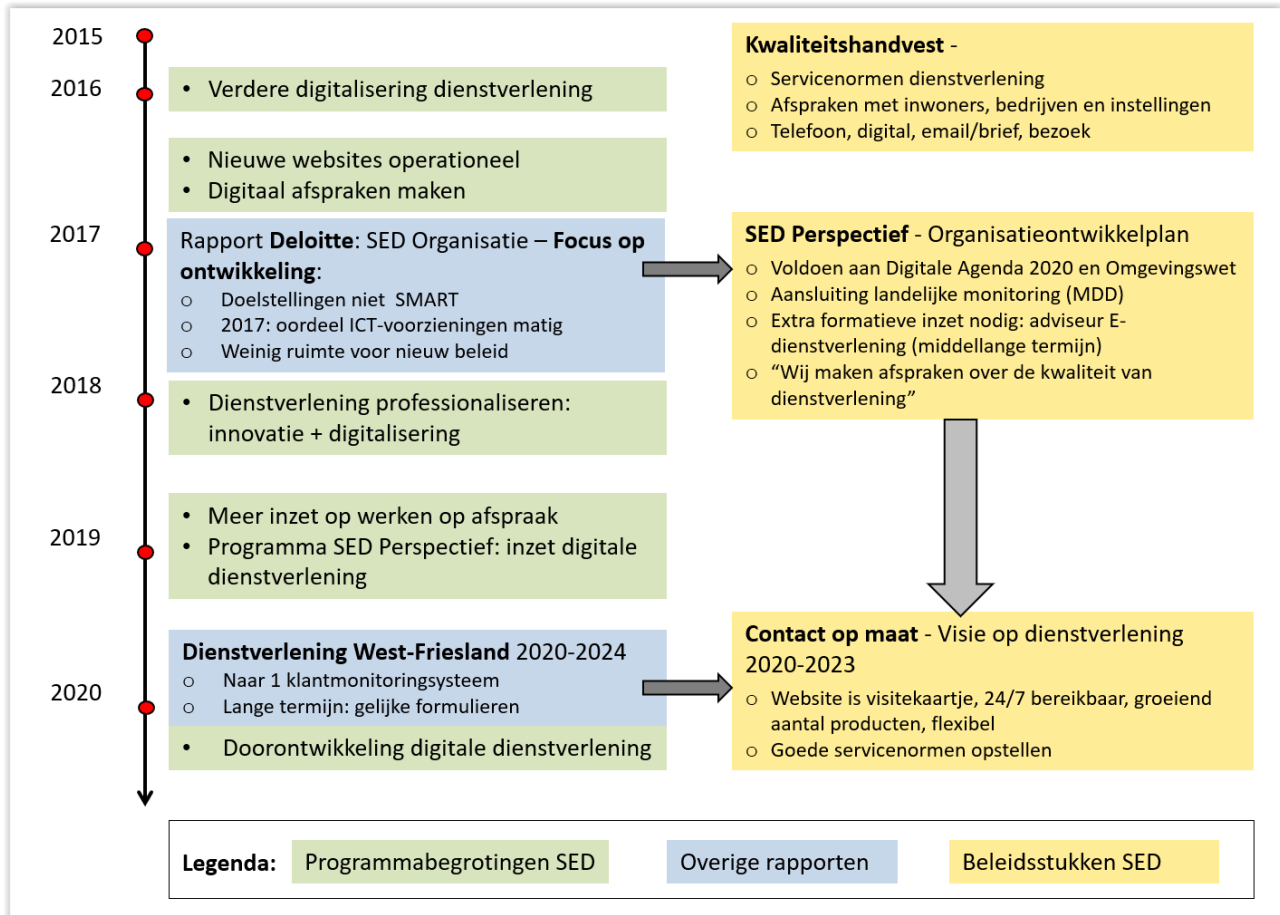 2015
2016
2017
2018
2019
2020
• Verdere digitalisering dienstverlening
• Nieuwe websites operationeel
• Digitaal afspraken maken
Rapport Deloitte: SED Organisatie – Focus op
ontwikkeling:
o Doelstellingen niet SMART
o 2017: oordeel ICT-voorzieningen matig
o Weinig ruimte voor nieuw beleid
• Dienstverlening professionaliseren:
innovatie + digitalisering
• Meer inzet op werken op afspraak
• Programma SED Perspectief: inzet digitale
dienstverlening
Dienstverlening West-Friesland 2020-2024
o Naar 1 klantmonitoringsysteem
o Lange termijn: gelijke formulieren
• Doorontwikkeling digitale dienstverlening
Kwaliteitshandvest -
o Servicenormen dienstverlening
o Afspraken met inwoners, bedrijven en instellingen
o Telefoon, digital, email/brief, bezoek
SED Perspectief - Organisatieontwikkelplan
o Voldoen aan Digitale Agenda 2020 en Omgevingswet
o Aansluiting landelijke monitoring (MDD)
o Extra formatieve inzet nodig: adviseur E-
dienstverlening (middellange termijn)
o “Wij maken afspraken over de kwaliteit van
dienstverlening”
Contact op maat - Visie op dienstverlening
2020-2023
o Website is visitekaartje, 24/7 bereikbaar, groeiend
aantal producten, flexibel
o Goede servicenormen opstellen
Legenda: Programmabegrotingen SED Overige rapporten Beleidsstukken SED